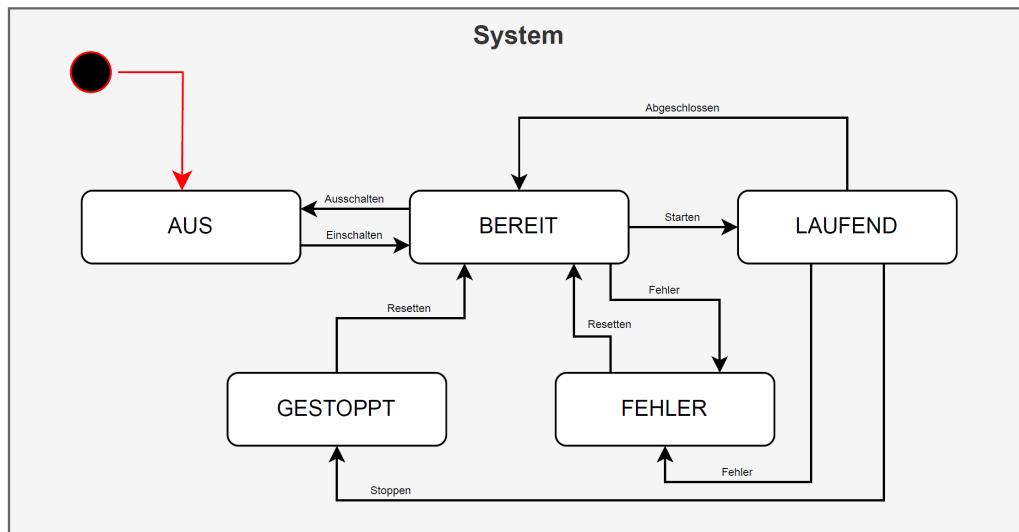 System
Abgeschlossen
Ausschalten
AUS
BEREIT
Starten
LAUFEND
Einschalten
Fehler
Resetten
Resetten
GESTOPPT
FEHLER
Fehler
Stoppen